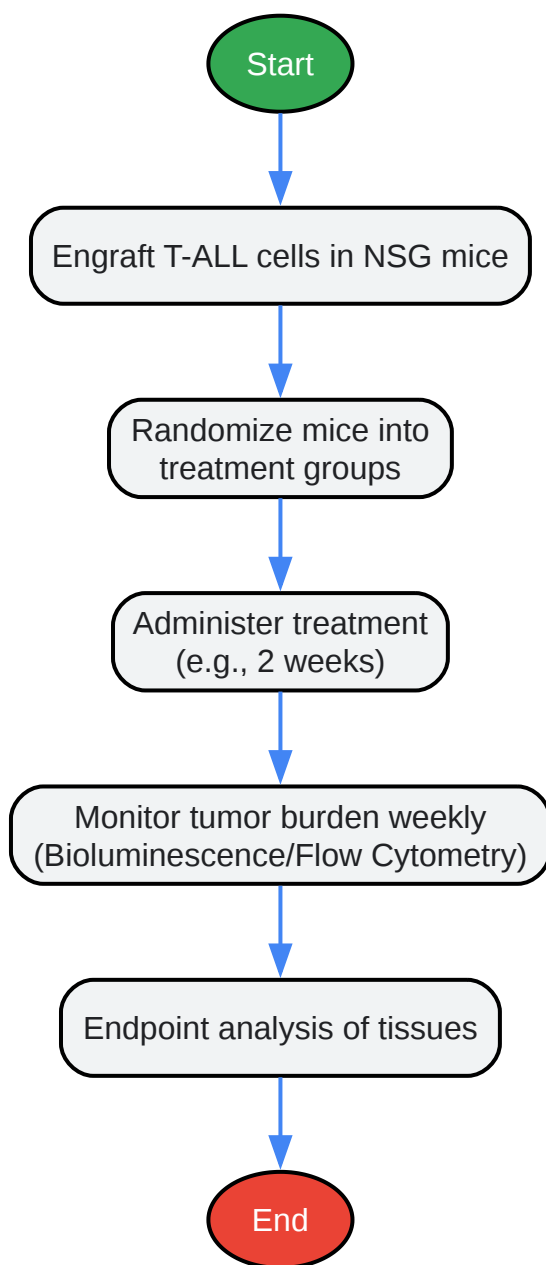 Start
Engraft T-ALL cells in NSG mice
Randomize mice into
treatment groups
Administer treatment
(e.g., 2 weeks)
Monitor tumor burden weekly
(Bioluminescence/Flow Cytometry)
Endpoint analysis of tissues
End